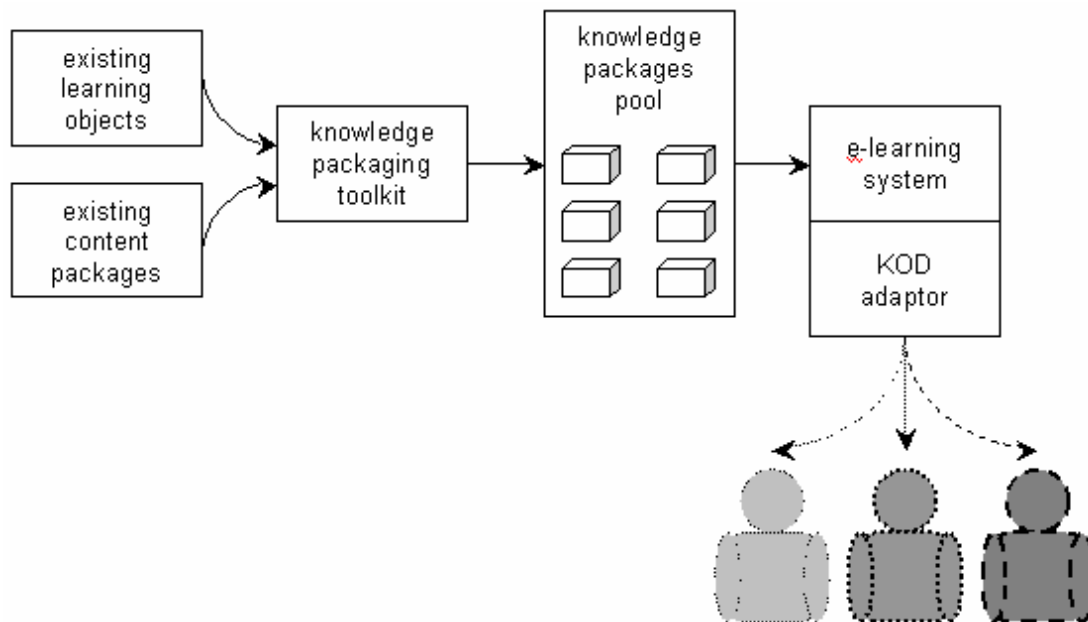 existing
learning
objects
existing
content
packages
knowledge
packaging
toolkit
knowledge
packages
pool
e-learning
system
KOD
adaptor